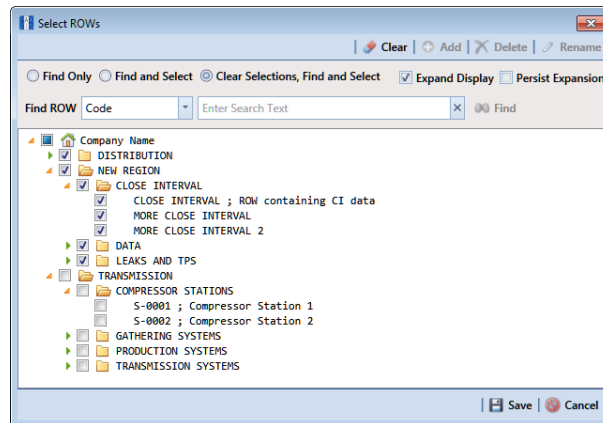 Select ROWs
Clear Add Delete Rename
Find Only Find and Select Clear Selections, Find and Select Expand Display Persist Expansion
Find ROW Code Enter Search Text Find
Company Name
DISTRIBUTION
NEW REGION
CLOSE INTERVAL
CLOSE INTERVAL ; ROW containing CI data
MORE CLOSE INTERVAL
MORE CLOSE INTERVAL 2
DATA
LEAKS AND TPS
TRANSMISSION
COMPRESSOR STATIONS
S-0001 ; Compressor Station 1
S-0002 ; Compressor Station 2
GATHERING SYSTEMS
PRODUCTION SYSTEMS
TRANSMISSION SYSTEMS
Save Cancel